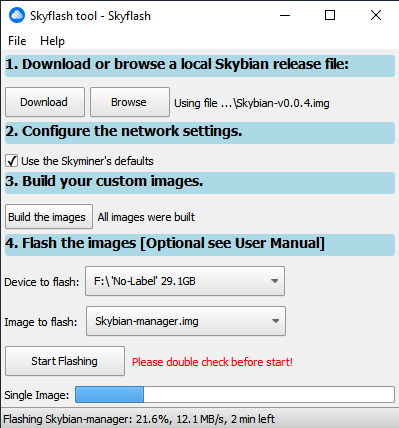 Skyflash tool - Skyflash
File Help
1. Download or browse a local Skybian release file:
Download Browse Using file ...\Skybian-v0.0.4.img
2. Configure the network settings.
Use the Skyminer's defaults
3. Build your custom images.
Build the images All images were built
4. Flash the images [Optional see User Manual]
Device to flash: F:\ 'No-Label' 29.1GB
Image to flash: Skybian-manager.img
Start Flashing Please double check before start!
Single Image:
Flashing Skybian-manager: 21.6%, 12.1 MB/s, 2 min left